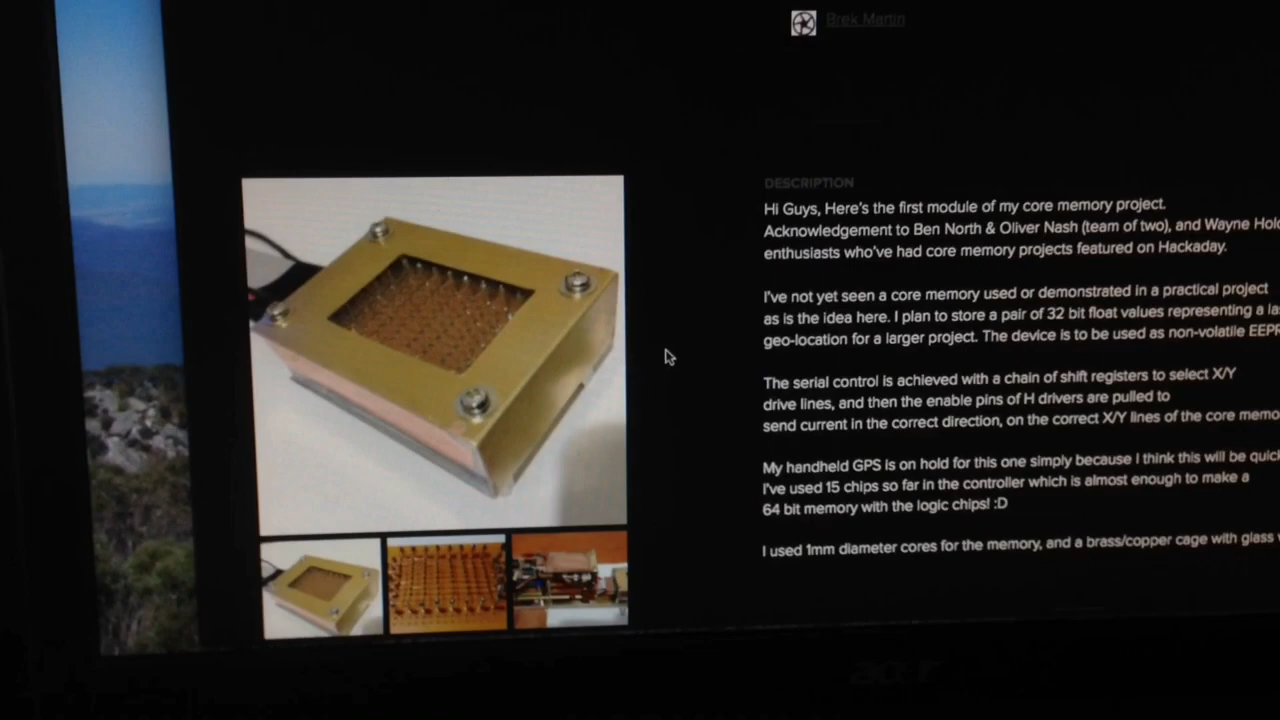 Brek Martin
DESCRIPTION
Hi Guys, Here's the first module of my core memory project.
Acknowledgement to Ben North & Oliver Nash (team of two), and Wayne
enthusiasts who've had core memory projects featured on Hackaday.
I've not yet seen a core memory used or demonstrated in a practical project
as is the idea here. I plan to store a pair of 32 bit float values representing a
geo-location for a larger project. The device is to be used as non-volatile
The serial control is achieved with a chain of shift registers to select X/Y
drive lines, and then the enable pins of H drivers are pulled to
send current in the correct direction, on the correct X/Y lines of the core
My handheld GPS is on hold for this one simply because I think this will be
I've used 15 chips so far in the controller which is almost enough to make a
64 bit memory with the logic chips! :D
I used 1mm diameter cores for the memory, and a brass/copper cage with glass
acer